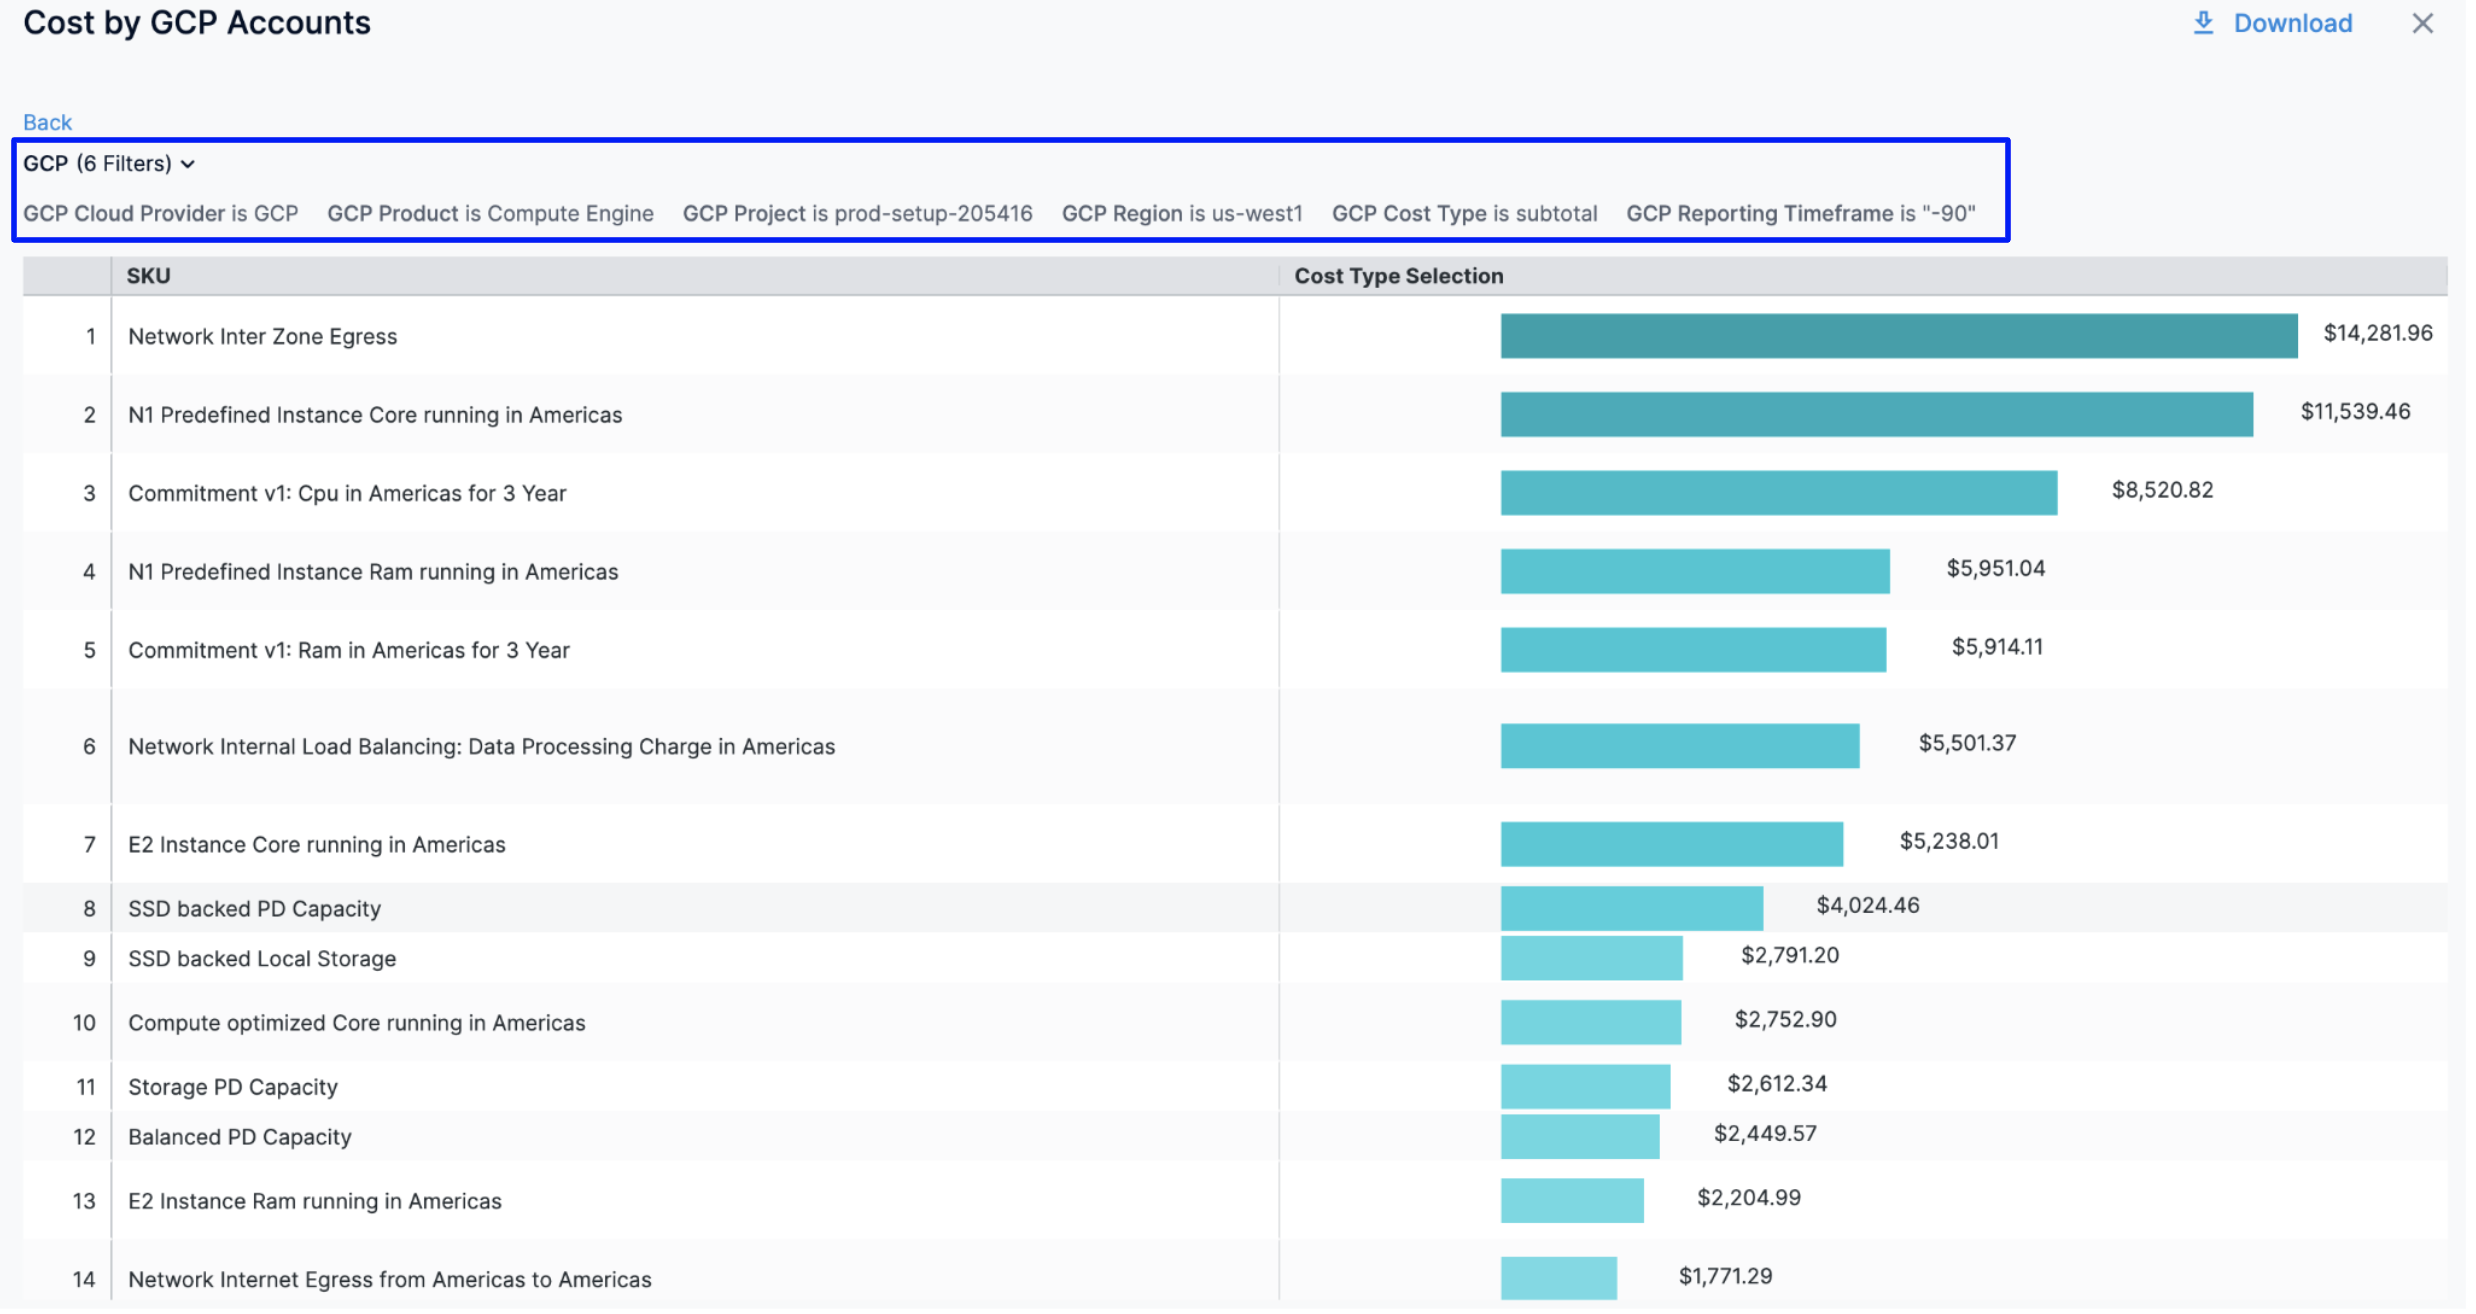 Cost by GCP Accounts
Download
Back
GCP (6 Filters)
GCP Cloud Provider is GCP GCP Product is Compute Engine GCP Project is prod-setup-205416 GCP Region is us-west1 GCP Cost Type is subtotal GCP Reporting Timeframe is "-90"
SKU Cost Type Selection
1 Network Inter Zone Egress $14,281.96
2 N1 Predefined Instance Core running in Americas $11,539.46
3 Commitment v1: Cpu in Americas for 3 Year $8,520.82
4 N1 Predefined Instance Ram running in Americas $5,951.04
5 Commitment v1: Ram in Americas for 3 Year $5,914.11
6 Network Internal Load Balancing: Data Processing Charge in Americas $5,501.37
7 E2 Instance Core running in Americas $5,238.01
8 SSD backed PD Capacity $4,024.46
9 SSD backed Local Storage $2,791.20
10 Compute optimized Core running in Americas $2,752.90
11 Storage PD Capacity $2,612.34
12 Balanced PD Capacity $2,449.57
13 E2 Instance Ram running in Americas $2,204.99
14 Network Internet Egress from Americas to Americas $1,771.29